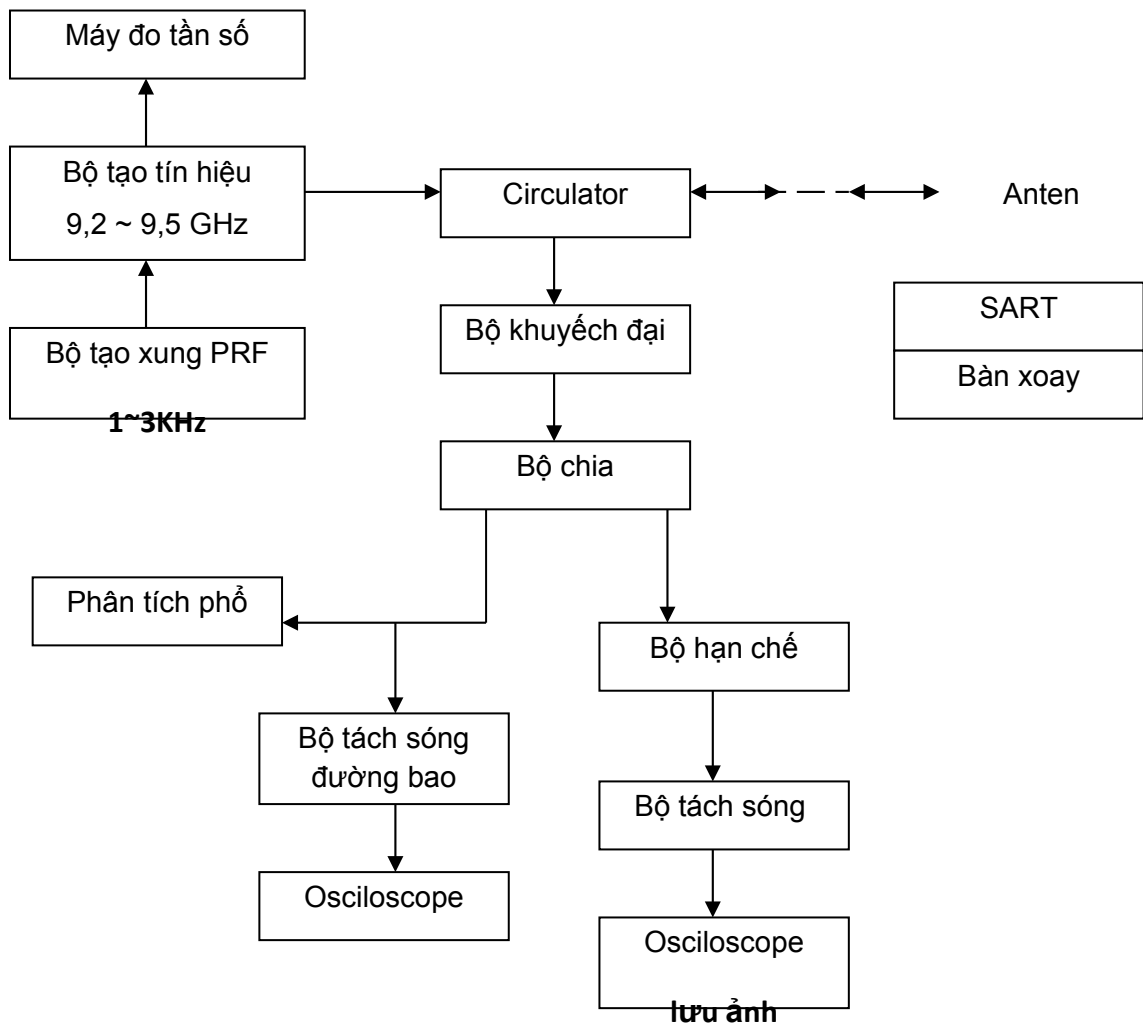 Máy đo tần số
Bộ tạo tín hiệu
9,2 ~ 9,5 GHz
Circulator
Anten
SART
Bàn xoay
Bộ tạo xung PRF
1~3KHz
Bộ khuyếch đại
Bộ chia
Phân tích phổ
Bộ hạn chế
Bộ tách sóng
đường bao
Bộ tách sóng
Osciloscope
Osciloscope
lưu ảnh